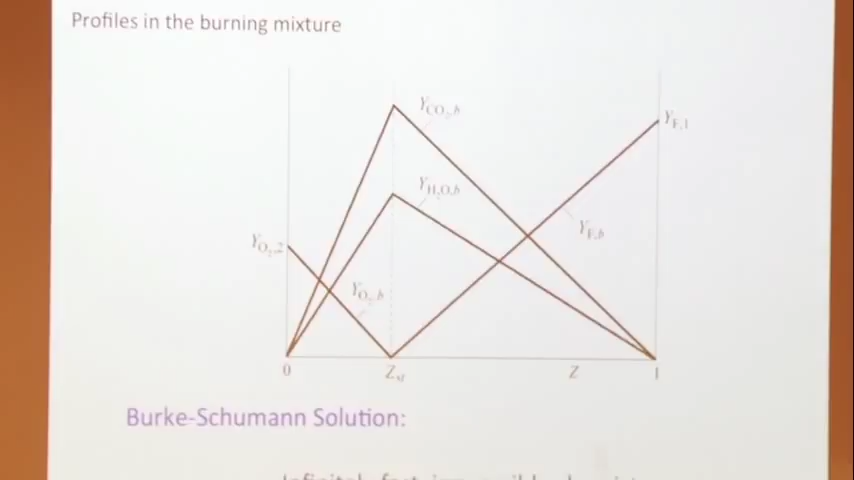 Profiles in the burning mixture
Y_CO₂,b
Y_F,1
Y_H₂O,b
Y_F,b
Y_O₂,2
Y_O₂,b
0
Z_st
Z
1
Burke-Schumann Solution: